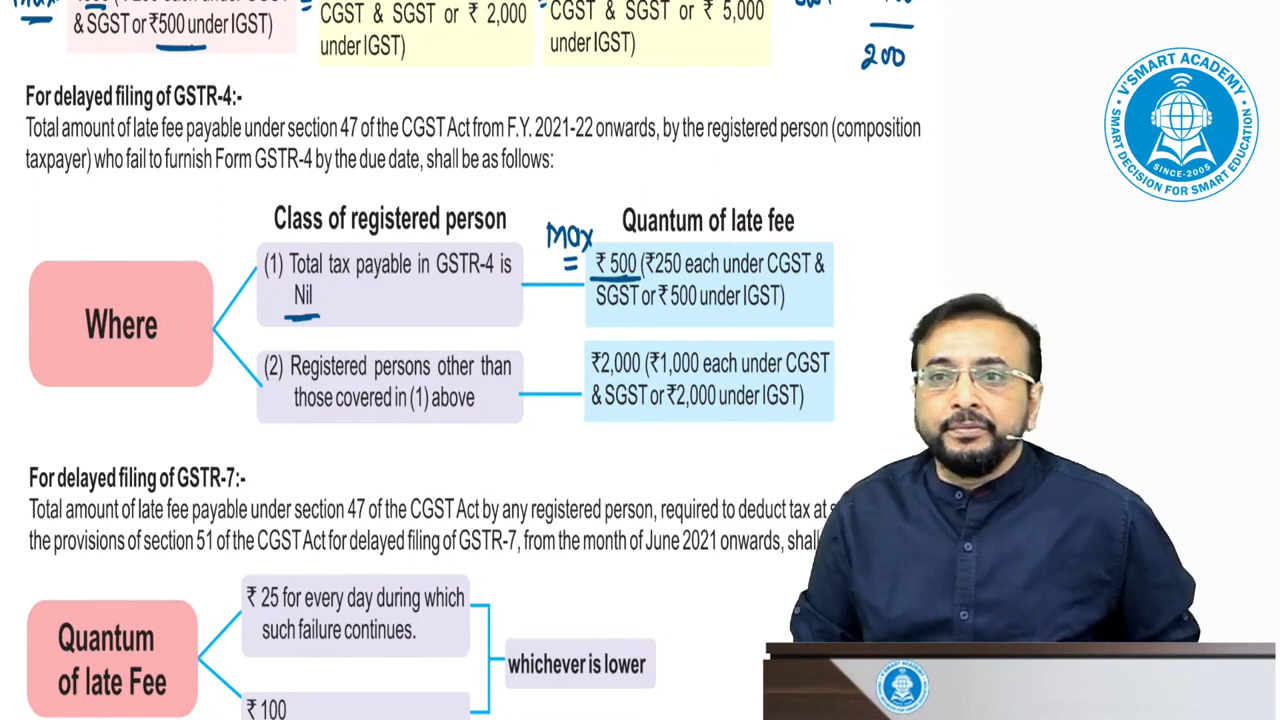 max
& SGST or ₹500 under IGST)
CGST & SGST or ₹ 2,000
under IGST)
CGST & SGST or ₹ 5,000
under IGST)
200
For delayed filing of GSTR-4:-
Total amount of late fee payable under section 47 of the CGST Act from F.Y. 2021-22 onwards, by the registered person (composition
taxpayer) who fail to furnish Form GSTR-4 by the due date, shall be as follows:
Class of registered person
Quantum of late fee
max
Where
(1) Total tax payable in GSTR-4 is
Nil
₹ 500 (₹250 each under CGST &
SGST or ₹ 500 under IGST)
(2) Registered persons other than
those covered in (1) above
₹2,000 (₹1,000 each under CGST
& SGST or ₹2,000 under IGST)
For delayed filing of GSTR-7:-
Total amount of late fee payable under section 47 of the CGST Act by any registered person, required to deduct tax at
the provisions of section 51 of the CGST Act for delayed filing of GSTR-7, from the month of June 2021 onwards,
Quantum
of late Fee
₹ 25 for every day during which
such failure continues.
₹ 100
whichever is lower
V'SMART ACADEMY
SMART DECISION FOR SMART EDUCATION
SINCE-2005